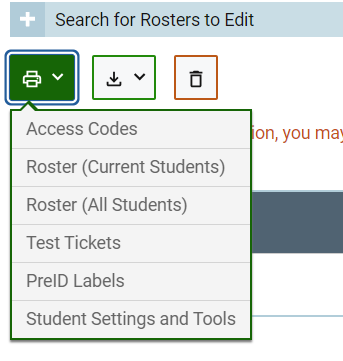 Search for Rosters to Edit
ion, you may
Access Codes
Roster (Current Students)
Roster (All Students)
Test Tickets
PreID Labels
Student Settings and Tools